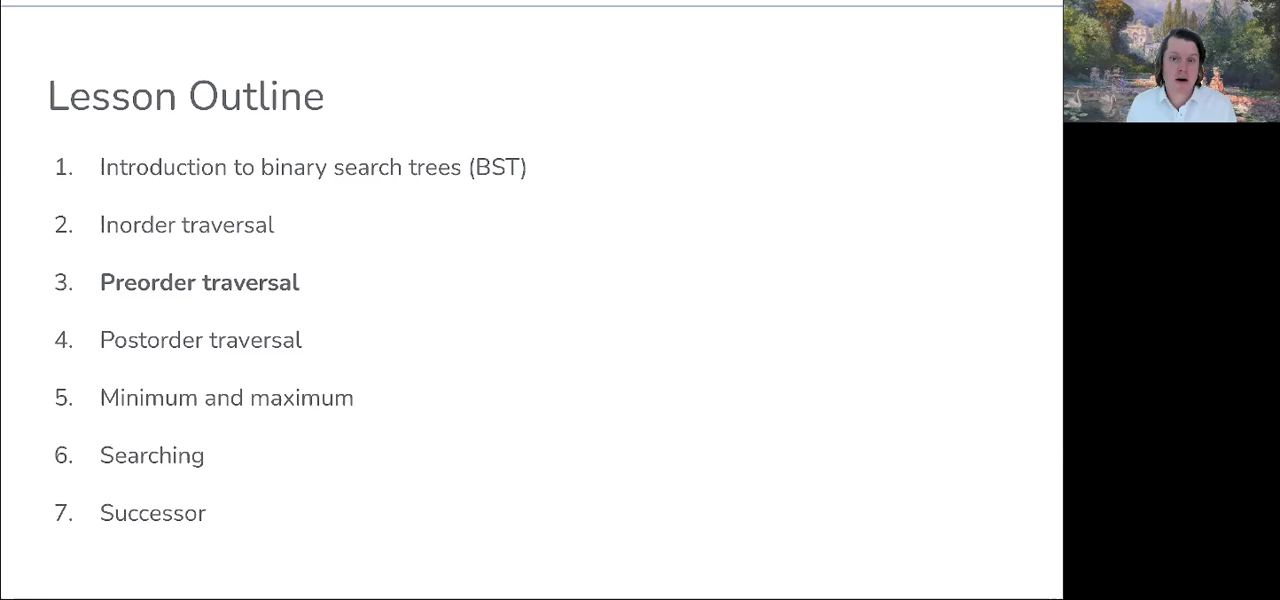 Lesson Outline
1. Introduction to binary search trees (BST)
2. Inorder traversal
3. Preorder traversal
4. Postorder traversal
5. Minimum and maximum
6. Searching
7. Successor